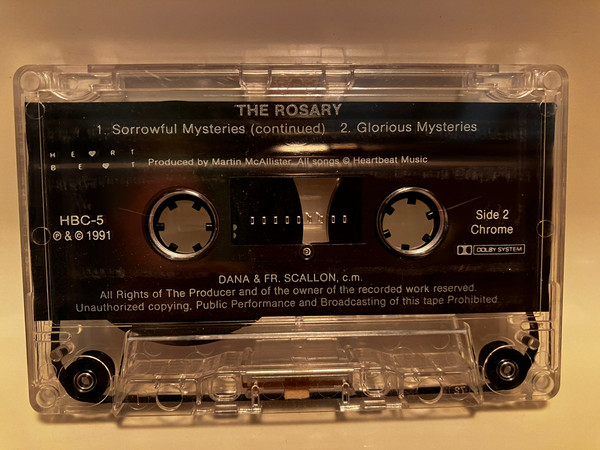 THE ROSARY
1. Sorrowful Mysteries (continued) 2. Glorious Mysteries
HEART
BEAT
Produced by Martin McAllister. All songs © Heartbeat Music
HBC-5
℗ & © 1991
Side 2
Chrome
DOLBY SYSTEM
DANA & FR. SCALLON, c.m.
All Rights of The Producer and of the owner of the recorded work reserved.
Unauthorized copying, Public Performance and Broadcasting of this tape Prohibited